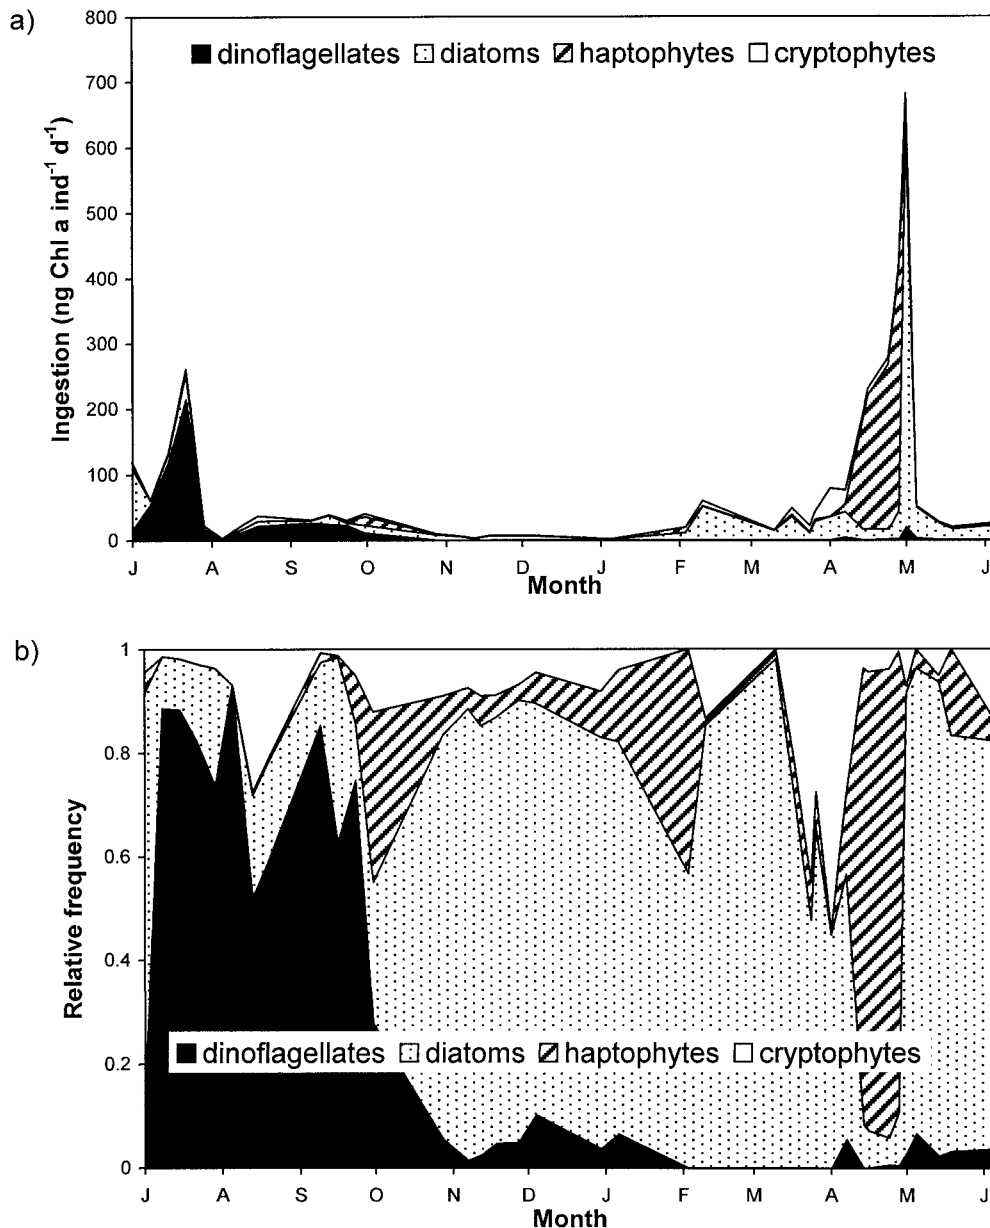 a)
800
dinoflagellates diatoms haptophytes cryptophytes
700
600
500
400
300
200
100
0
Ingestion (ng Chl a ind⁻¹ d⁻¹)
J A S O N D J F M A M J
Month
b)
1
0.8
0.6
0.4
0.2
0
Relative frequency
dinoflagellates diatoms haptophytes cryptophytes
J A S O N D J F M A M J
Month